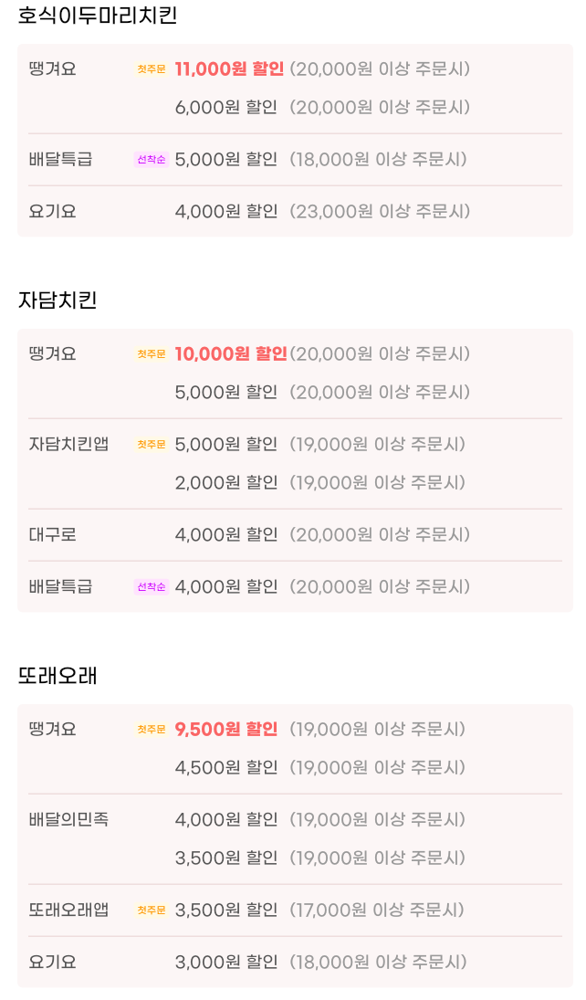 호식이두마리치킨
땡겨요 첫주문 11,000원 할인 (20,000원 이상 주문시)
6,000원 할인 (20,000원 이상 주문시)
배달특급 선착순 5,000원 할인 (18,000원 이상 주문시)
요기요 4,000원 할인 (23,000원 이상 주문시)
자담치킨
땡겨요 첫주문 10,000원 할인 (20,000원 이상 주문시)
5,000원 할인 (20,000원 이상 주문시)
자담치킨앱 첫주문 5,000원 할인 (19,000원 이상 주문시)
2,000원 할인 (19,000원 이상 주문시)
대구로 4,000원 할인 (20,000원 이상 주문시)
배달특급 선착순 4,000원 할인 (20,000원 이상 주문시)
또래오래
땡겨요 첫주문 9,500원 할인 (19,000원 이상 주문시)
4,500원 할인 (19,000원 이상 주문시)
배달의민족 4,000원 할인 (19,000원 이상 주문시)
3,500원 할인 (19,000원 이상 주문시)
또래오래앱 첫주문 3,500원 할인 (17,000원 이상 주문시)
요기요 3,000원 할인 (18,000원 이상 주문시)